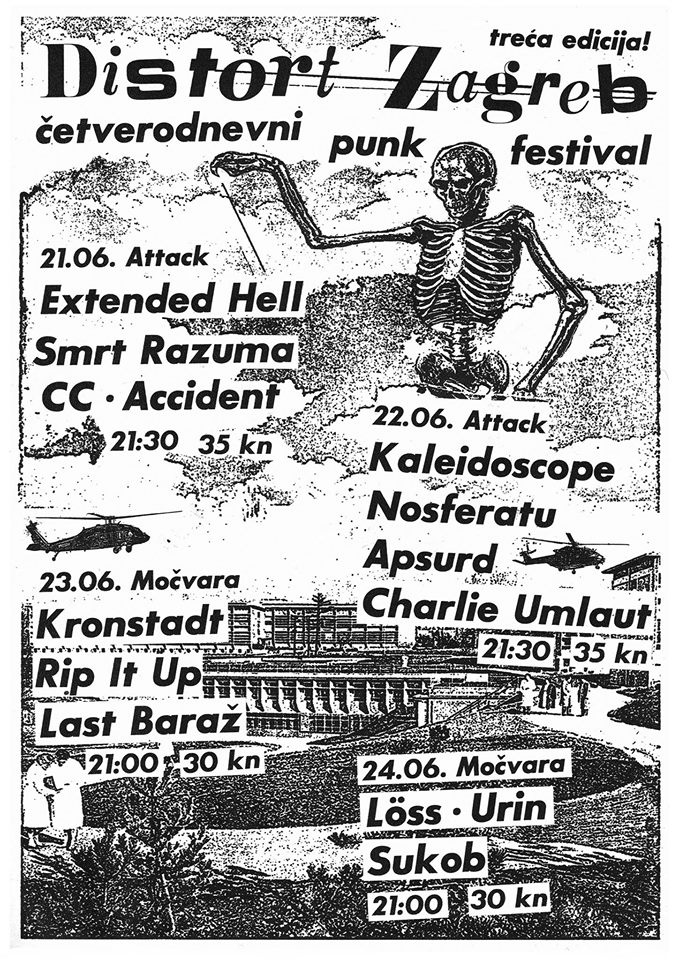 treća edicija!
Distort Zagreb
četverodnevni punk festival
21.06. Attack
Extended Hell
Smrt Razuma
CC · Accident
21:30 35 kn
22.06. Attack
Kaleidoscope
Nosferatu
Apsurd
Charlie Umlaut
21:30 35 kn
23.06. Močvara
Kronstadt
Rip It Up
Last Baraž
21:00 30 kn
24.06. Močvara
Löss · Urin
Sukob
21:00 30 kn